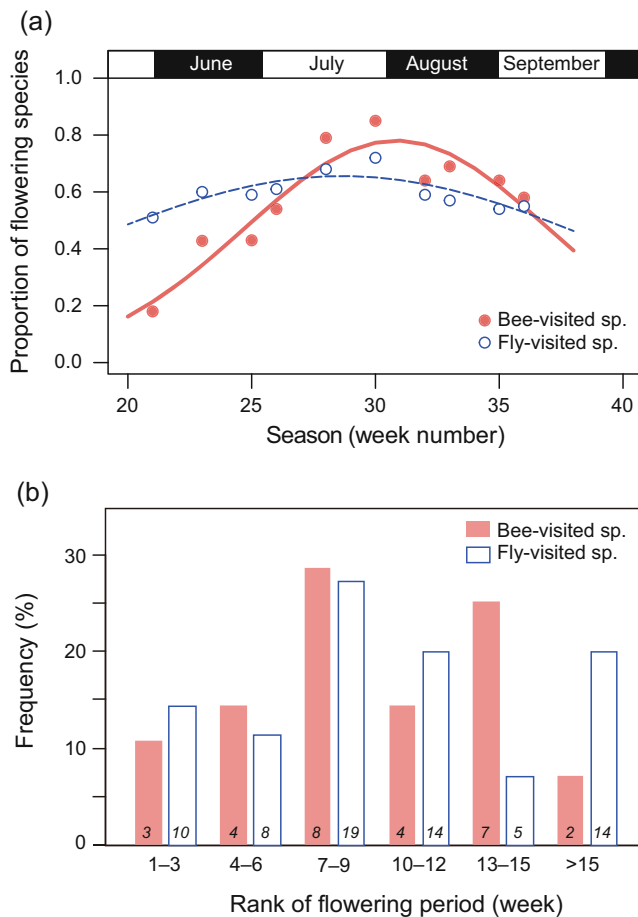 (a)
June July August September
1.0
0.8
0.6
0.4
0.2
0.0
Proportion of flowering species
Bee-visited sp.
Fly-visited sp.
20 25 30 35 40
Season (week number)
(b)
Bee-visited sp.
Fly-visited sp.
30
20
10
0
Frequency (%)
3 10 4 8 8 19 4 14 7 5 2 14
1–3 4–6 7–9 10–12 13–15 >15
Rank of flowering period (week)